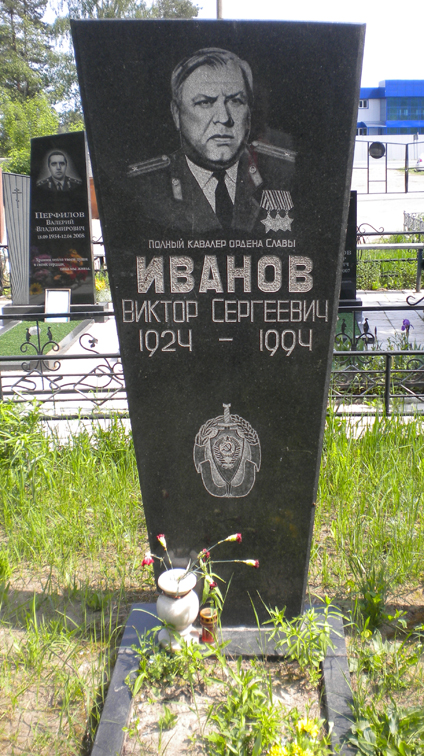 ПОЛНЫЙ КАВАЛЕР ОРДЕНА СЛАВЫ
ИВАНОВ
ВИКТОР СЕРГЕЕВИЧ
1924 – 1994
ПЕРФИЛОВ
ВАЛЕРИЙ
ВЛАДИМИРОВИЧ